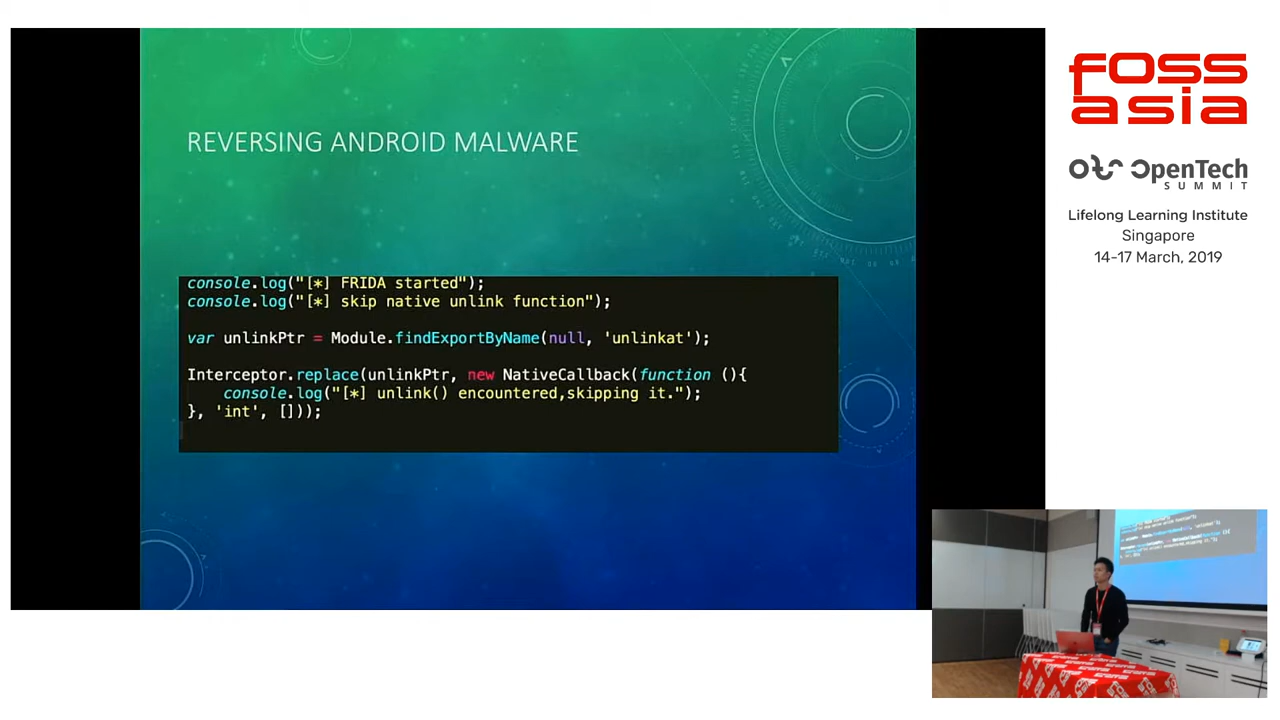 REVERSING ANDROID MALWARE
console.log("[*] FRIDA started");
console.log("[*] skip native unlink function");
var unlinkPtr = Module.findExportByName(null, 'unlinkat');
Interceptor.replace(unlinkPtr, new NativeCallback(function (){
console.log("[*] unlink() encountered,skipping it.");
}, 'int', []));
fOSS
asia
OpenTech
SUMMIT
Lifelong Learning Institute
Singapore
14-17 March, 2019